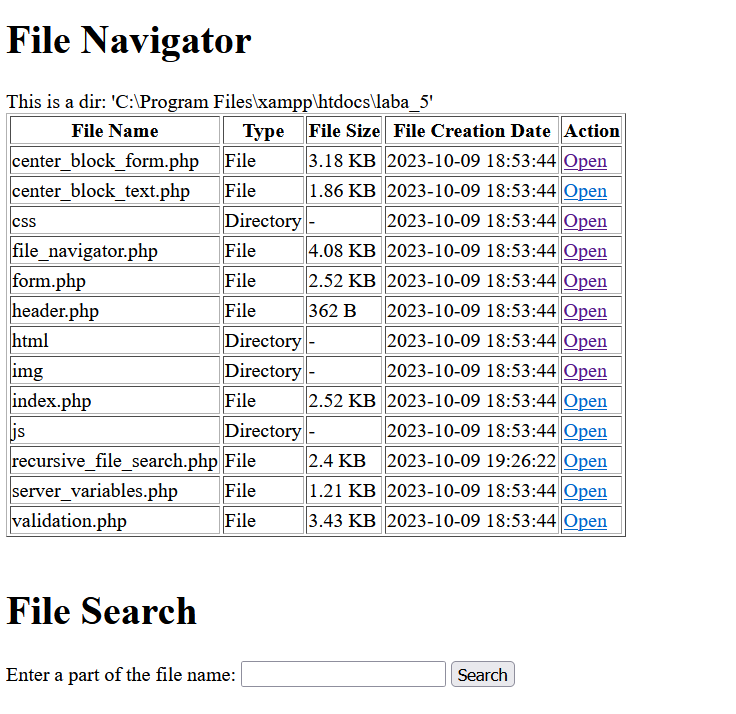 File Navigator
This is a dir: 'C:\Program Files\xampp\htdocs\laba_5'
File Name Type File Size File Creation Date Action
center_block_form.php File 3.18 KB 2023-10-09 18:53:44 Open
center_block_text.php File 1.86 KB 2023-10-09 18:53:44 Open
css Directory - 2023-10-09 18:53:44 Open
file_navigator.php File 4.08 KB 2023-10-09 18:53:44 Open
form.php File 2.52 KB 2023-10-09 18:53:44 Open
header.php File 362 B 2023-10-09 18:53:44 Open
html Directory - 2023-10-09 18:53:44 Open
img Directory - 2023-10-09 18:53:44 Open
index.php File 2.52 KB 2023-10-09 18:53:44 Open
js Directory - 2023-10-09 18:53:44 Open
recursive_file_search.php File 2.4 KB 2023-10-09 19:26:22 Open
server_variables.php File 1.21 KB 2023-10-09 18:53:44 Open
validation.php File 3.43 KB 2023-10-09 18:53:44 Open
File Search
Enter a part of the file name: Search